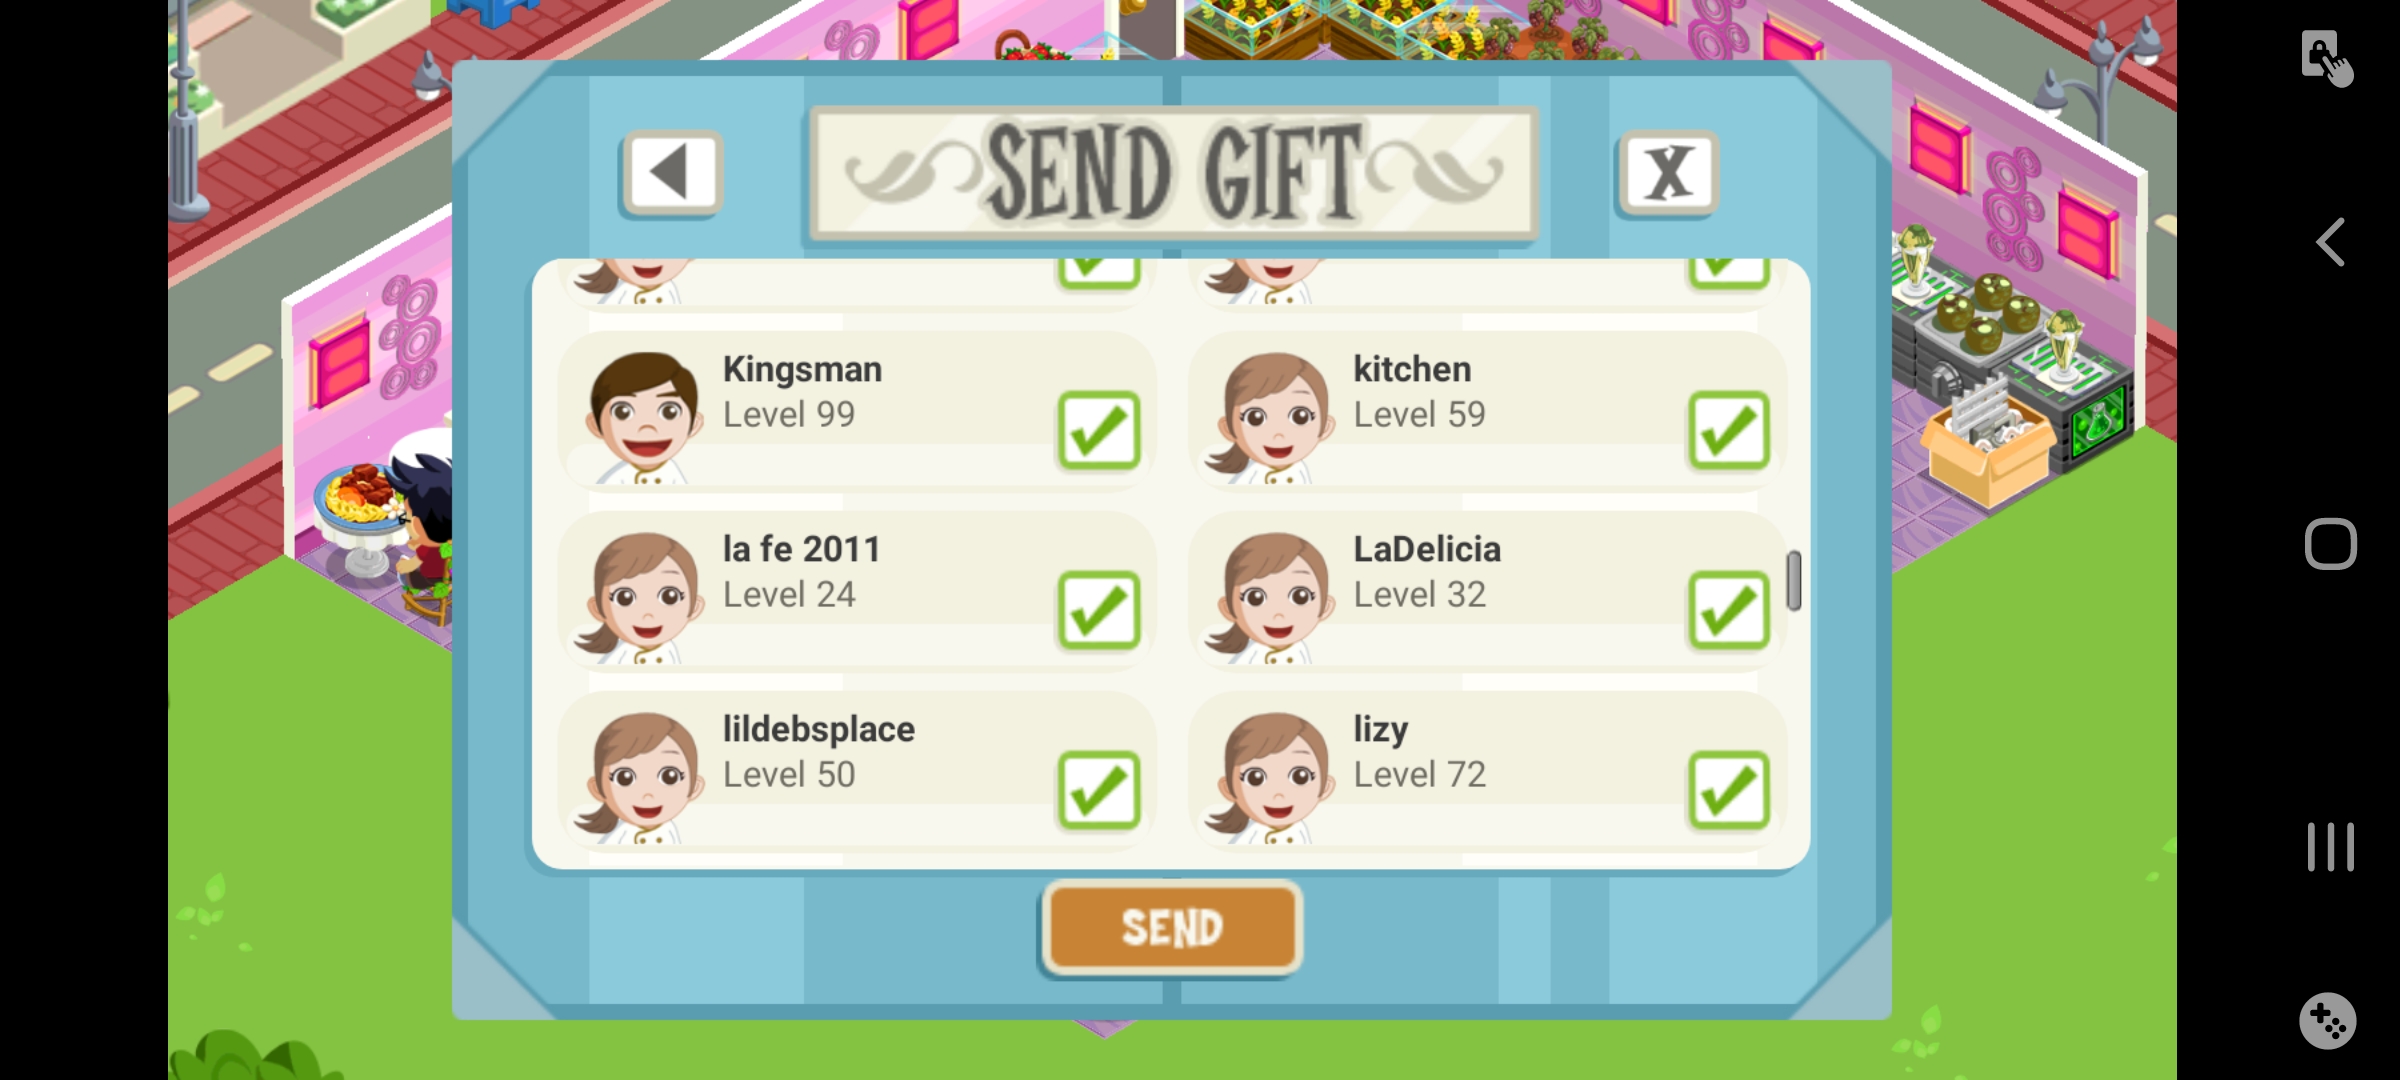 SEND GIFT
X
Kingsman
Level 99
kitchen
Level 59
la fe 2011
Level 24
LaDelicia
Level 32
lildebsplace
Level 50
lizy
Level 72
SEND